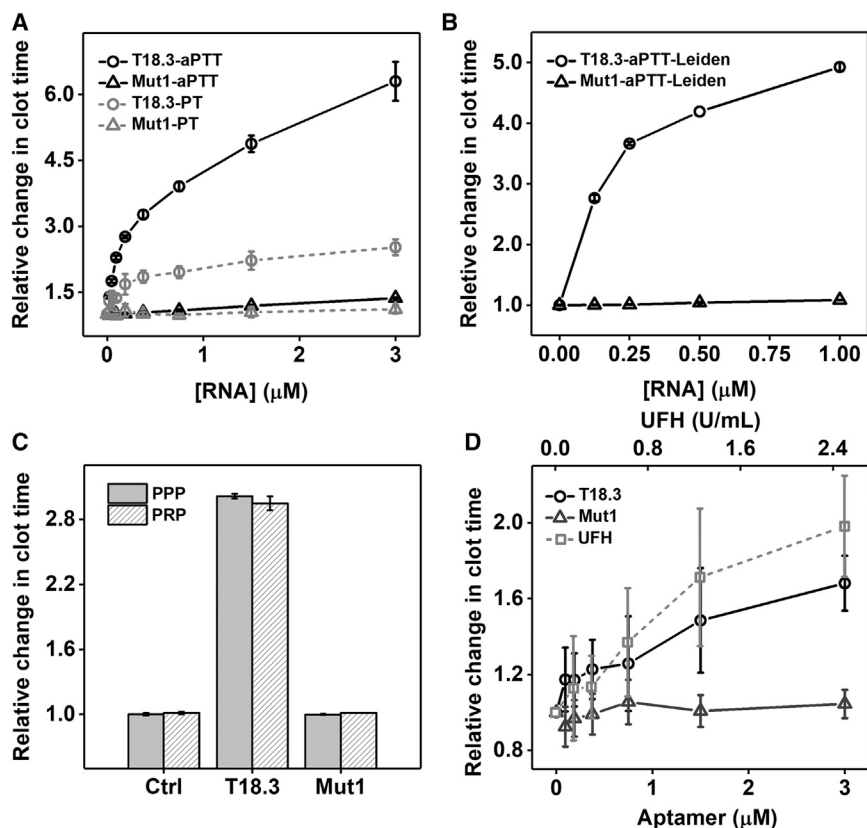 A
Relative change in clot time
6.0
4.5
3.0
1.5
T18.3-aPTT
Mut1-aPTT
T18.3-PT
Mut1-PT
0
1
2
3
[RNA] (μM)
B
Reletive change in clot time
5.0
4.0
3.0
2.0
1.0
T18.3-aPTT-Leiden
Mut1-aPTT-Leiden
0.00
0.25
0.50
0.75
1.00
[RNA] (μM)
C
Relative change in clot time
2.8
2.2
1.6
1.0
PPP
PRP
Ctrl
T18.3
Mut1
D
UFH (U/mL)
0.0
0.6
1.2
1.6
2.4
Relative change in clot time
2.0
1.6
1.2
0.8
T18.3
Mut1
UFH
0
1
2
3
Aptamer (μM)